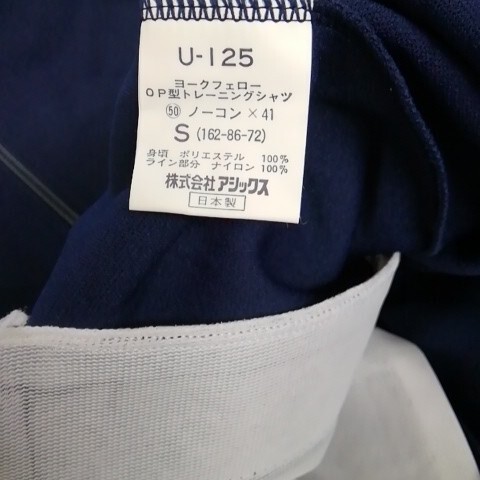 U-125
ヨークフェロー
OP型トレーニングシャツ
㊿ ノーコン×41
S (162-86-72)
身頃 ポリエステル 100%
ライン部分 ナイロン 100%
株式会社アシックス
日本製